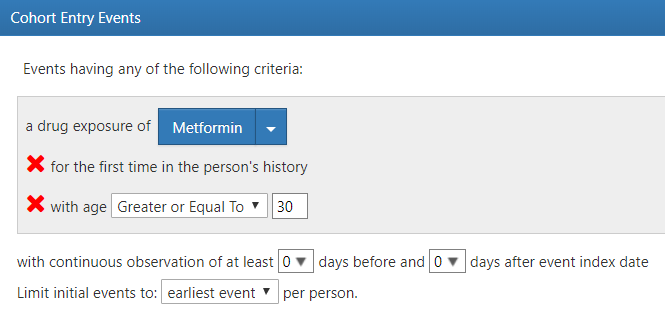 Cohort Entry Events
Events having any of the following criteria:
a drug exposure of Metformin
for the first time in the person's history
with age Greater or Equal To 30
with continuous observation of at least 0 days before and 0 days after event index date
Limit initial events to: earliest event per person.